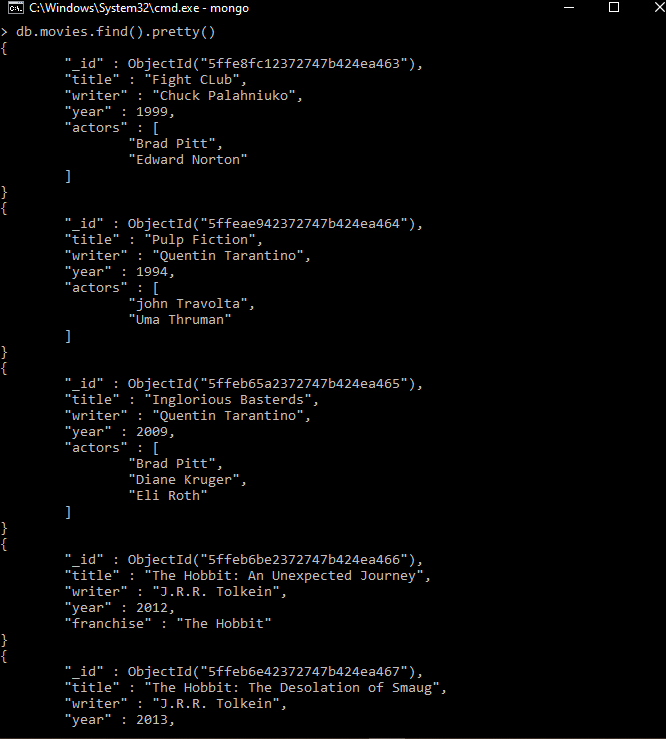 C:\Windows\System32\cmd.exe - mongo
> db.movies.find().pretty()
{
        "_id" : ObjectId("5ffe8fc12372747b424ea463"),
        "title" : "Fight CLub",
        "writer" : "Chuck Palahniuko",
        "year" : 1999,
        "actors" : [
                "Brad Pitt",
                "Edward Norton"
        ]
}
{
        "_id" : ObjectId("5ffeae942372747b424ea464"),
        "title" : "Pulp Fiction",
        "writer" : "Quentin Tarantino",
        "year" : 1994,
        "actors" : [
                "john Travolta",
                "Uma Thruman"
        ]
}
{
        "_id" : ObjectId("5ffeb65a2372747b424ea465"),
        "title" : "Inglorious Basterds",
        "writer" : "Quentin Tarantino",
        "year" : 2009,
        "actors" : [
                "Brad Pitt",
                "Diane Kruger",
                "Eli Roth"
        ]
}
{
        "_id" : ObjectId("5ffeb6be2372747b424ea466"),
        "title" : "The Hobbit: An Unexpected Journey",
        "writer" : "J.R.R. Tolkein",
        "year" : 2012,
        "franchise" : "The Hobbit"
}
{
        "_id" : ObjectId("5ffeb6e42372747b424ea467"),
        "title" : "The Hobbit: The Desolation of Smaug",
        "writer" : "J.R.R. Tolkein",
        "year" : 2013,